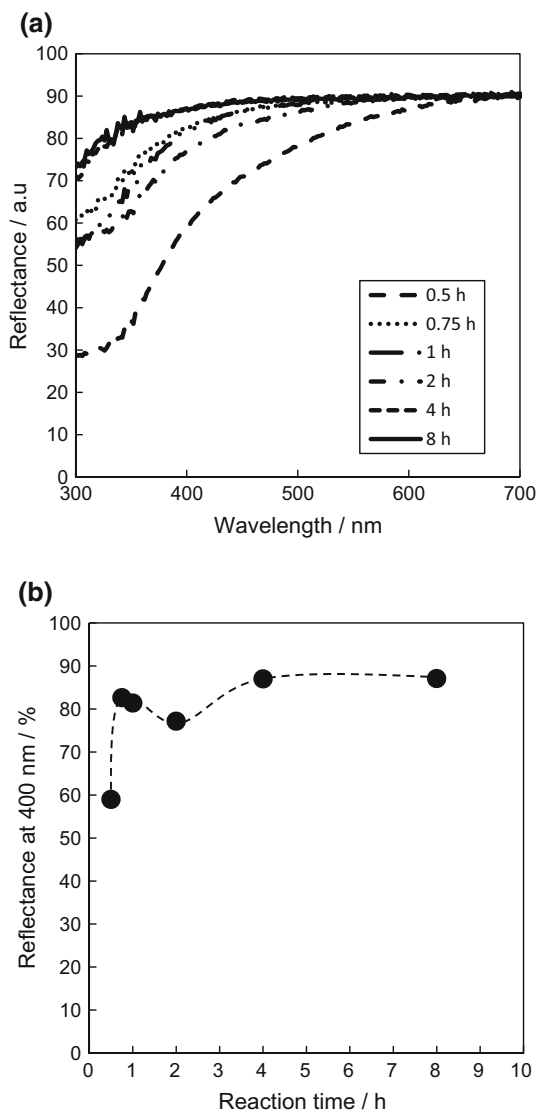 (a)
100
90
80
70
60
50
40
30
20
10
0
Reflectance / a.u
0.5 h
0.75 h
1 h
2 h
4 h
8 h
300 400 500 600 700
Wavelength / nm
(b)
100
90
80
70
60
50
40
30
20
10
0
Reflectance at 400 nm / %
0 1 2 3 4 5 6 7 8 9 10
Reaction time / h